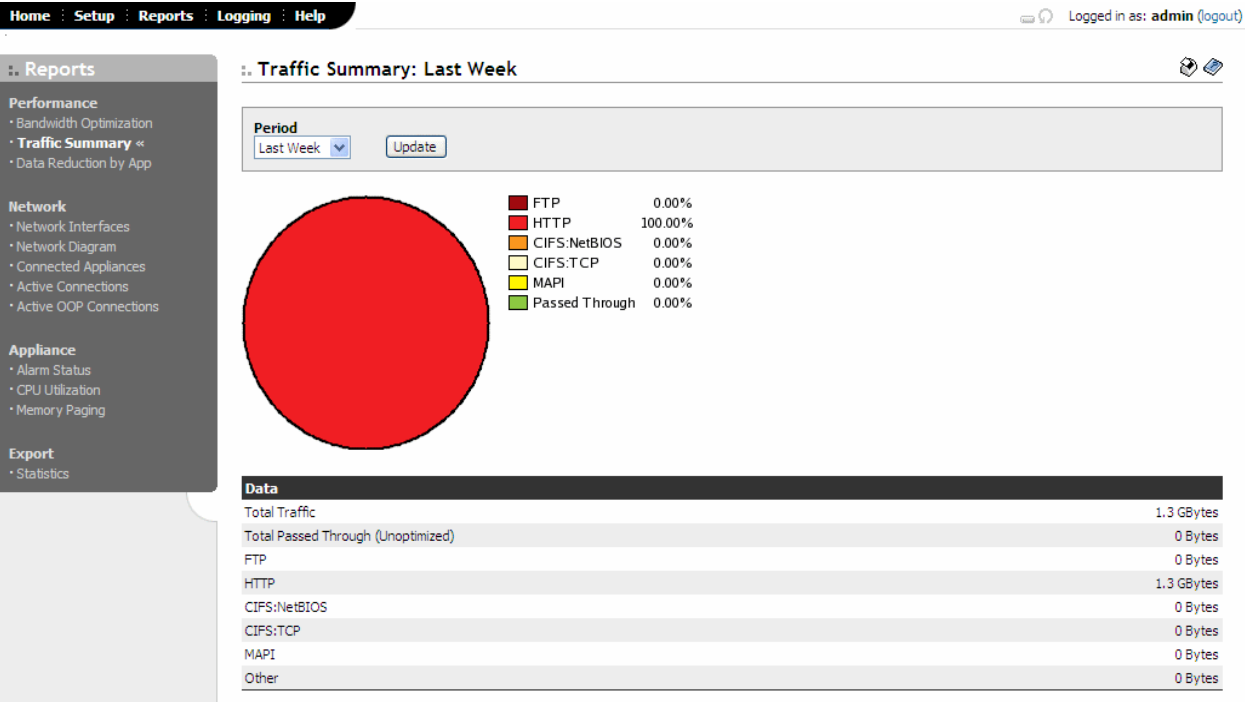 Home Setup Reports Logging Help
Logged in as: admin (logout)
:. Reports
Performance
· Bandwidth Optimization
· Traffic Summary «
· Data Reduction by App
Network
· Network Interfaces
· Network Diagram
· Connected Appliances
· Active Connections
· Active OOP Connections
Appliance
· Alarm Status
· CPU Utilization
· Memory Paging
Export
· Statistics
:. Traffic Summary: Last Week
Period
Last Week Update
FTP 0.00%
HTTP 100.00%
CIFS:NetBIOS 0.00%
CIFS:TCP 0.00%
MAPI 0.00%
Passed Through 0.00%
Data
Total Traffic 1.3 GBytes
Total Passed Through (Unoptimized) 0 Bytes
FTP 0 Bytes
HTTP 1.3 GBytes
CIFS:NetBIOS 0 Bytes
CIFS:TCP 0 Bytes
MAPI 0 Bytes
Other 0 Bytes